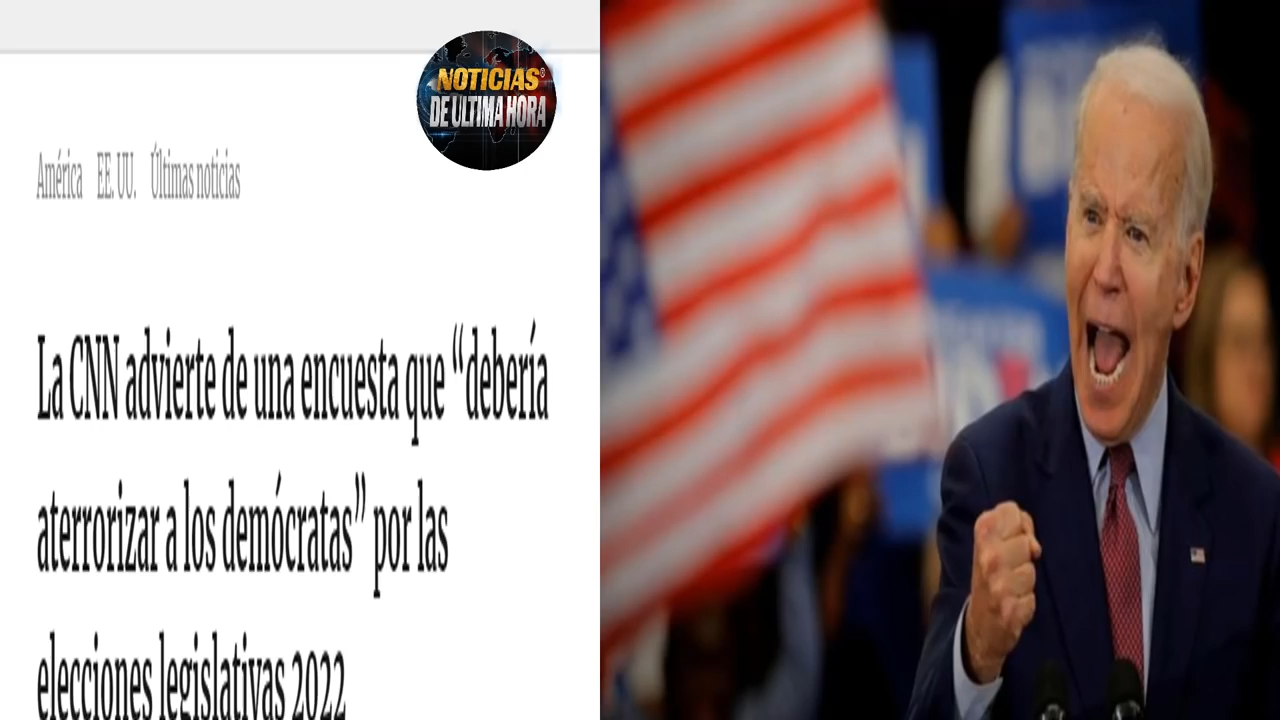 NOTICIAS®
DE ULTIMA HORA
América EE. UU. Últimas noticias
La CNN advierte de una encuesta que “debería
aterrorizar a los demócratas” por las
elecciones legislativas 2022